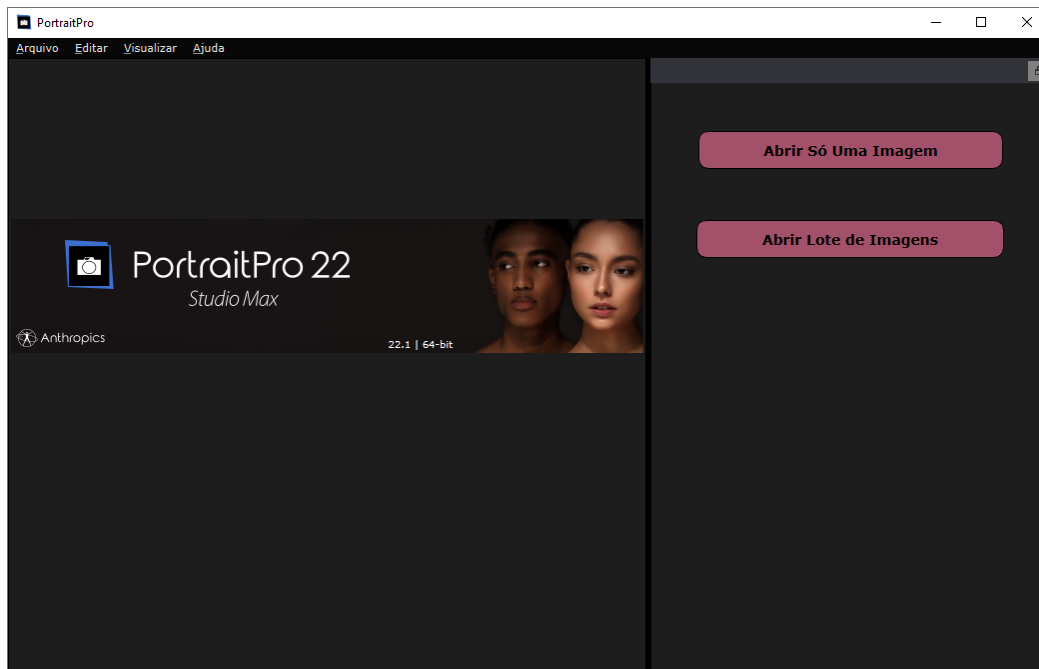 PortraitPro
Arquivo Editar Visualizar Ajuda
Abrir Só Uma Imagem
Abrir Lote de Imagens
PortraitPro 22
Studio Max
Anthropics
22.1 | 64-bit